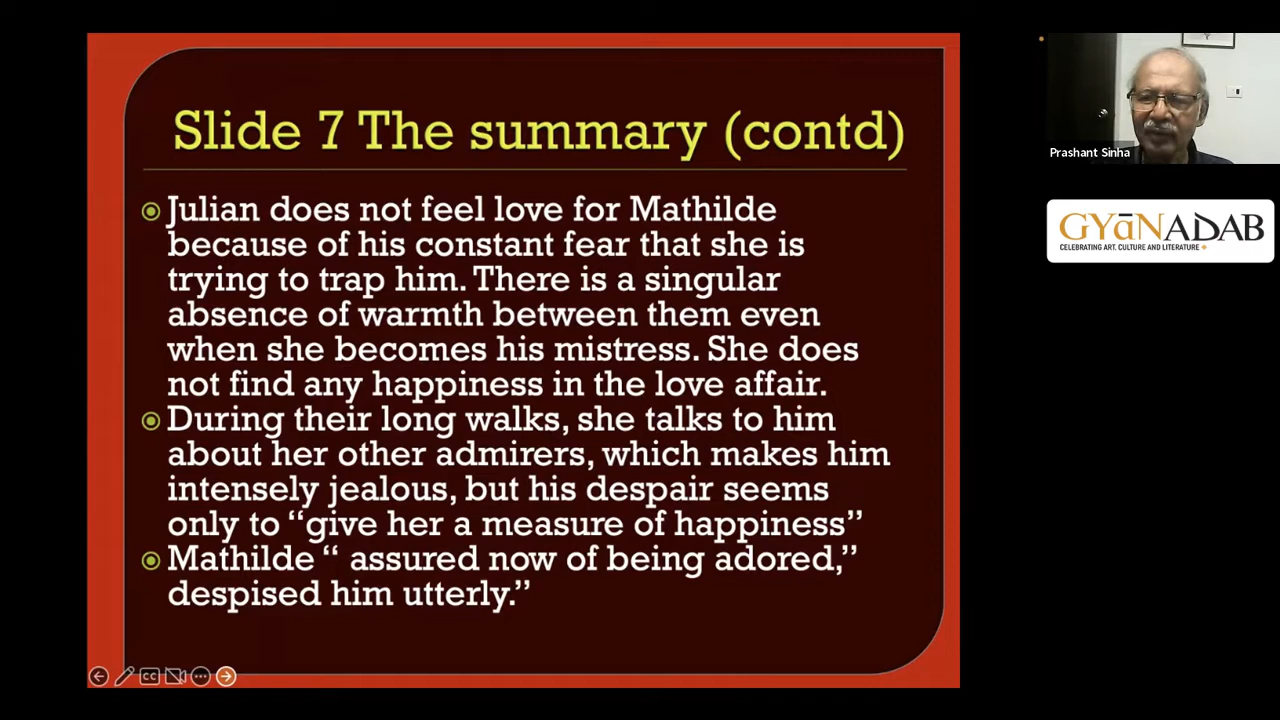 Slide 7 The summary (contd)
Julian does not feel love for Mathilde
because of his constant fear that she is
trying to trap him. There is a singular
absence of warmth between them even
when she becomes his mistress. She does
not find any happiness in the love affair.
During their long walks, she talks to him
about her other admirers, which makes him
intensely jealous, but his despair seems
only to “give her a measure of happiness”
Mathilde “ assured now of being adored,”
despised him utterly.”
CC
Prashant Sinha
GYāNADAB
CELEBRATING ART, CULTURE AND LITERATURE